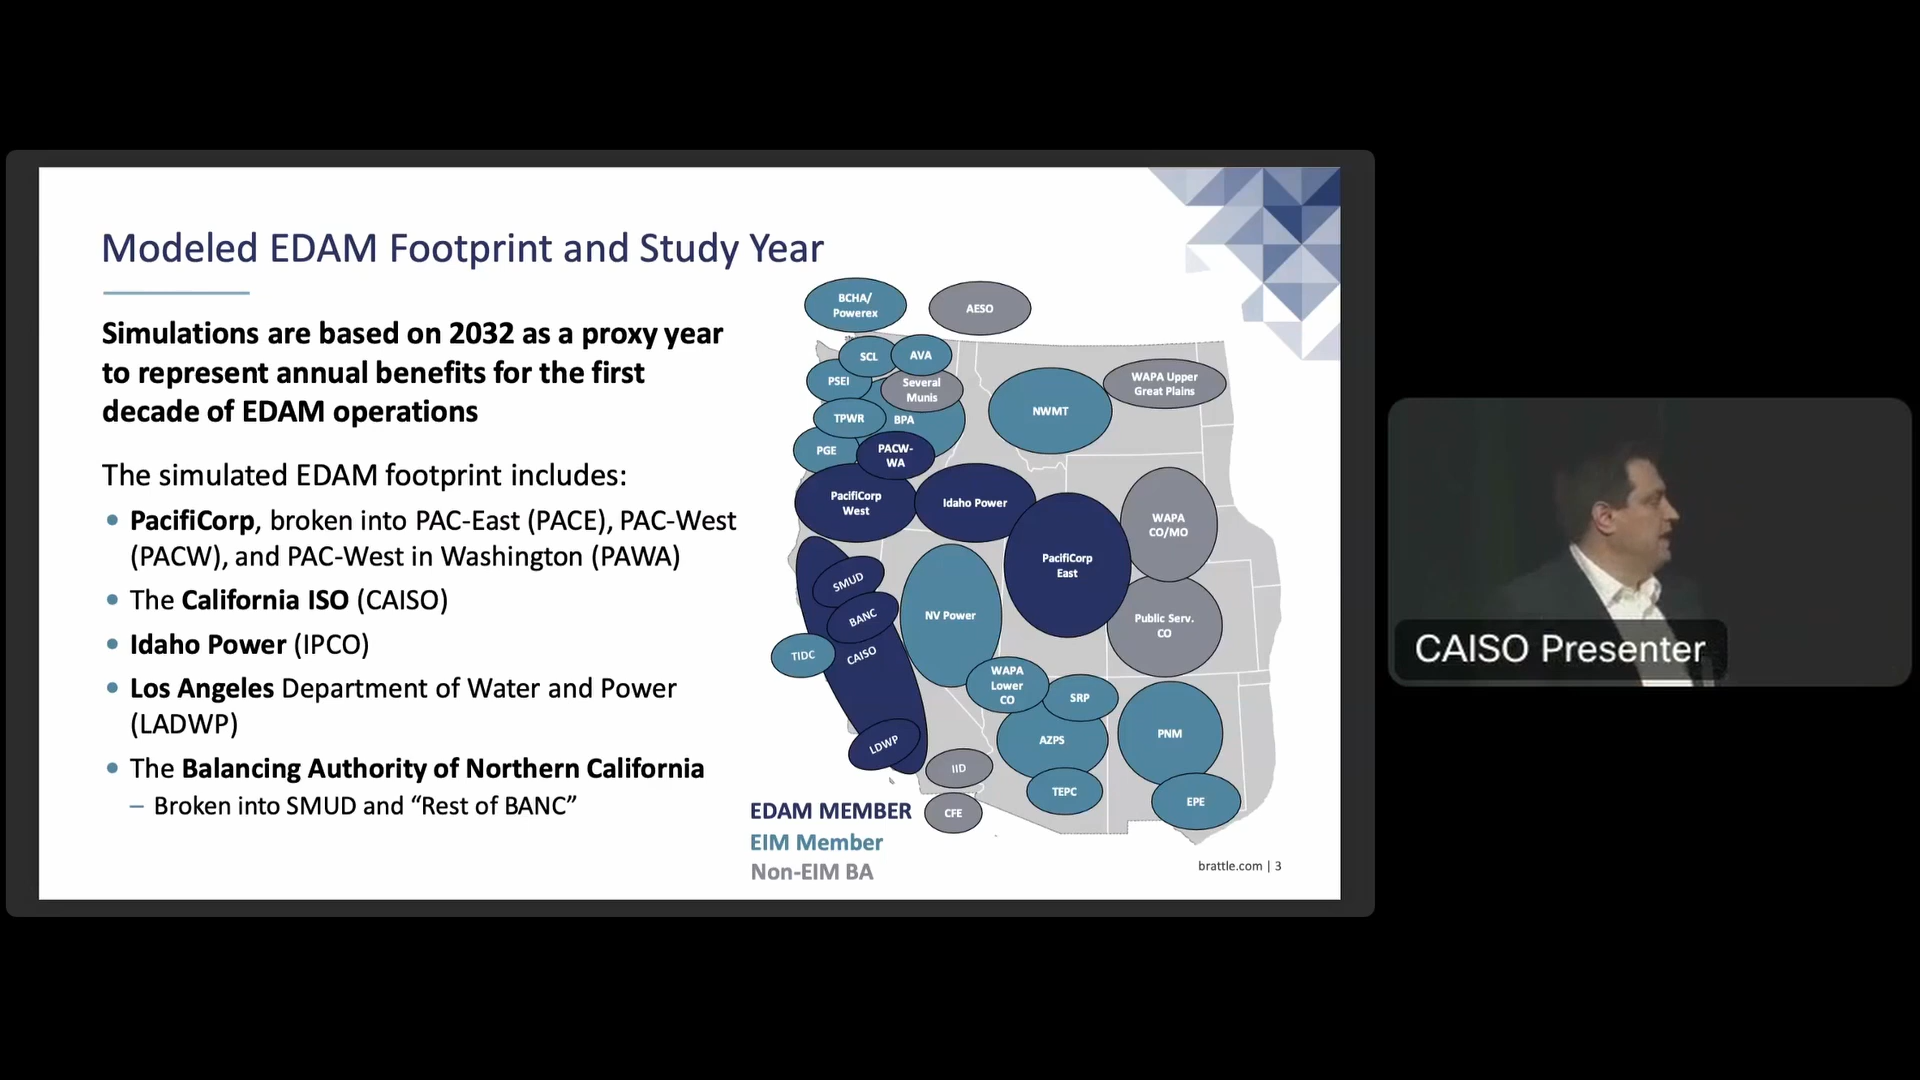 Modeled EDAM Footprint and Study Year
Simulations are based on 2032 as a proxy year
to represent annual benefits for the first
decade of EDAM operations
The simulated EDAM footprint includes:
• PacifiCorp, broken into PAC-East (PACE), PAC-West
(PACW), and PAC-West in Washington (PAWA)
• The California ISO (CAISO)
• Idaho Power (IPCO)
• Los Angeles Department of Water and Power
(LADWP)
• The Balancing Authority of Northern California
– Broken into SMUD and “Rest of BANC”
BCHA/
Powerex
AESO
SCL
AVA
PSEI
Several
Munis
TPWR
BPA
PGE
PACW-
WA
NWMT
WAPA Upper
Great Plains
PacifiCorp
West
Idaho Power
PacifiCorp
East
WAPA
CO/MO
SMUD
BANC
CAISO
TIDC
NV Power
Public Serv.
CO
WAPA
Lower
CO
SRP
AZPS
PNM
LDWP
IID
TEPC
EPE
CFE
EDAM MEMBER
EIM Member
Non-EIM BA
brattle.com | 3
CAISO Presenter